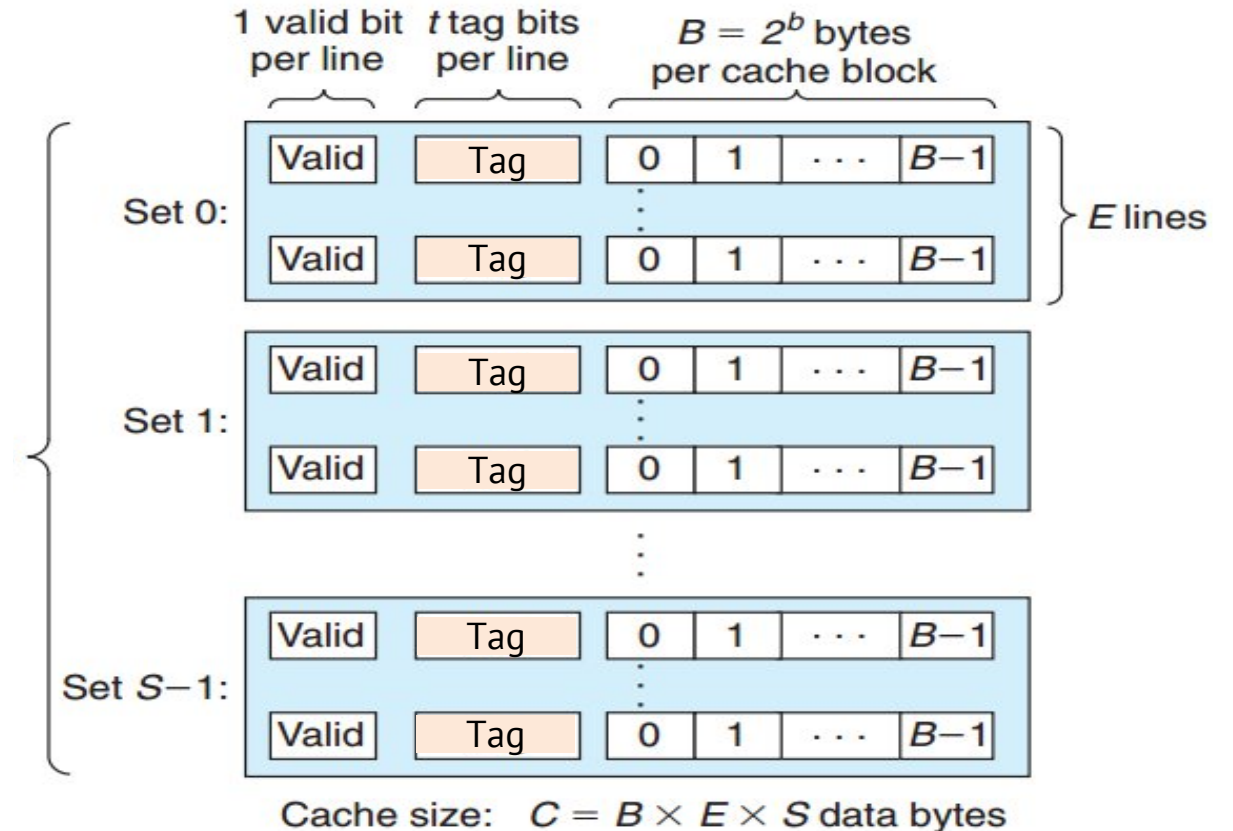 1 valid bit per line
t tag bits per line
B = 2^b bytes per cache block
Set 0:
Valid Tag 0 1 · · · B−1
Valid Tag 0 1 · · · B−1
E lines
Set 1:
Valid Tag 0 1 · · · B−1
Valid Tag 0 1 · · · B−1
Set S−1:
Valid Tag 0 1 · · · B−1
Valid Tag 0 1 · · · B−1
Cache size: C = B × E × S data bytes